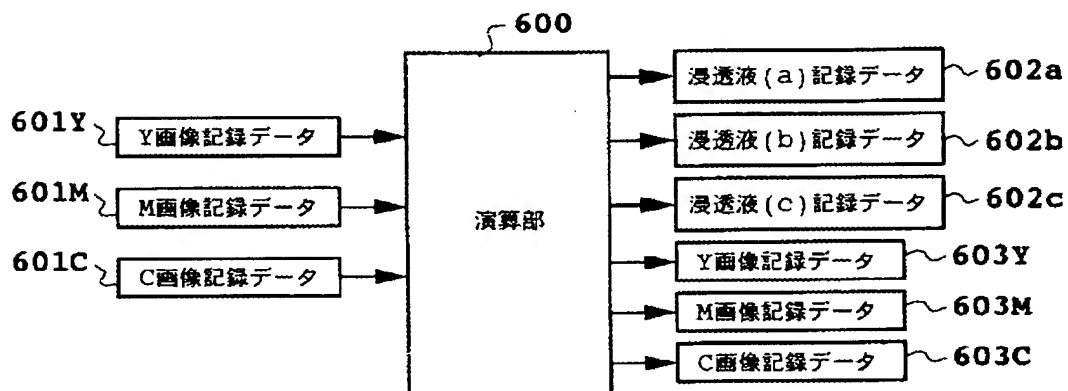 600
601Y
Y画像記録データ
601M
M画像記録データ
601C
C画像記録データ
演算部
浸透液(a)記録データ
602a
浸透液(b)記録データ
602b
浸透液(c)記録データ
602c
Y画像記録データ
603Y
M画像記録データ
603M
C画像記録データ
603C